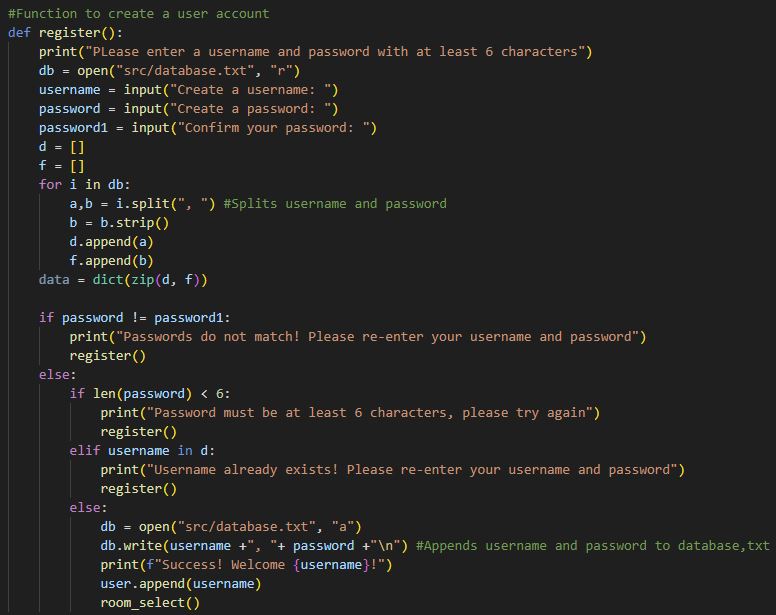 #Function to create a user account
def register():
    print("PLease enter a username and password with at least 6 characters")
    db = open("src/database.txt", "r")
    username = input("Create a username: ")
    password = input("Create a password: ")
    password1 = input("Confirm your password: ")
    d = []
    f = []
    for i in db:
        a,b = i.split(", ") #Splits username and password
        b = b.strip()
        d.append(a)
        f.append(b)
    data = dict(zip(d, f))

    if password != password1:
        print("Passwords do not match! Please re-enter your username and password")
        register()
    else:
        if len(password) < 6:
            print("Password must be at least 6 characters, please try again")
            register()
        elif username in d:
            print("Username already exists! Please re-enter your username and password")
            register()
        else:
            db = open("src/database.txt", "a")
            db.write(username +", "+ password +"\n") #Appends username and password to database,txt
            print(f"Success! Welcome {username}!")
            user.append(username)
            room_select()